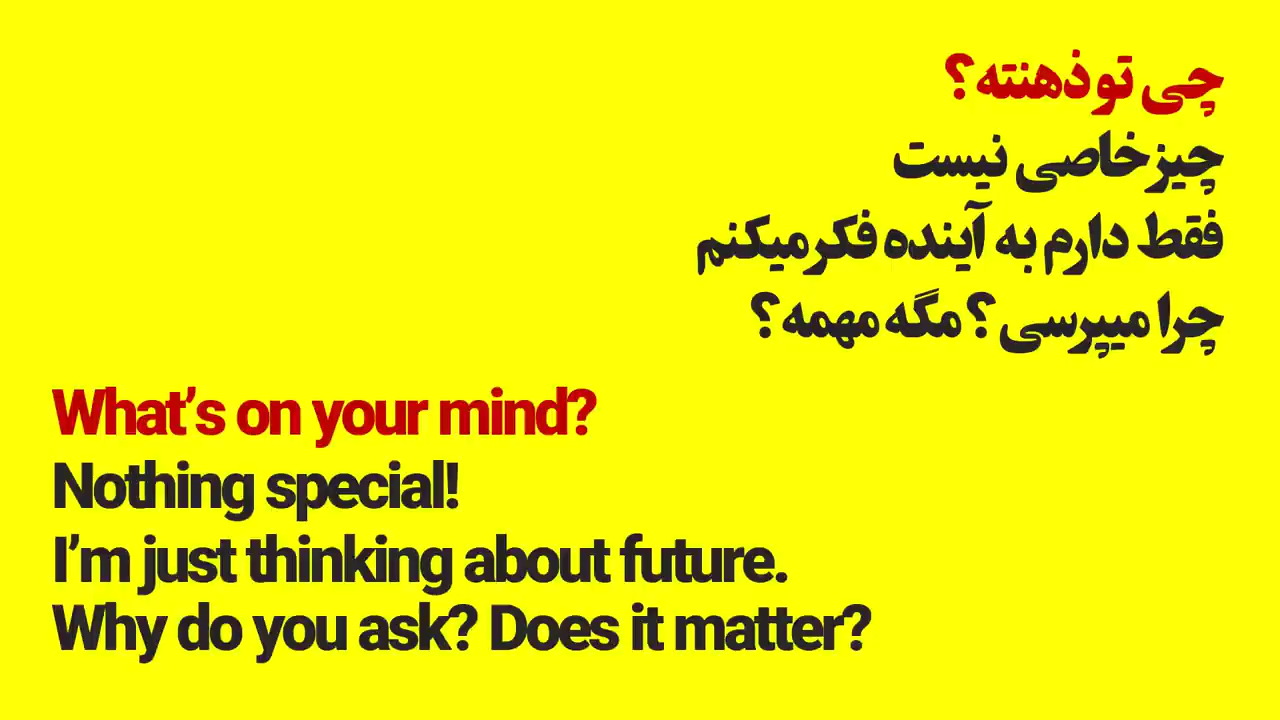 چی تو ذهنته؟
چیز خاصی نیست
فقط دارم به آینده فکر میکنم
چرا میپرسی؟ مگه مهمه؟
What's on your mind?
Nothing special!
I'm just thinking about future.
Why do you ask? Does it matter?